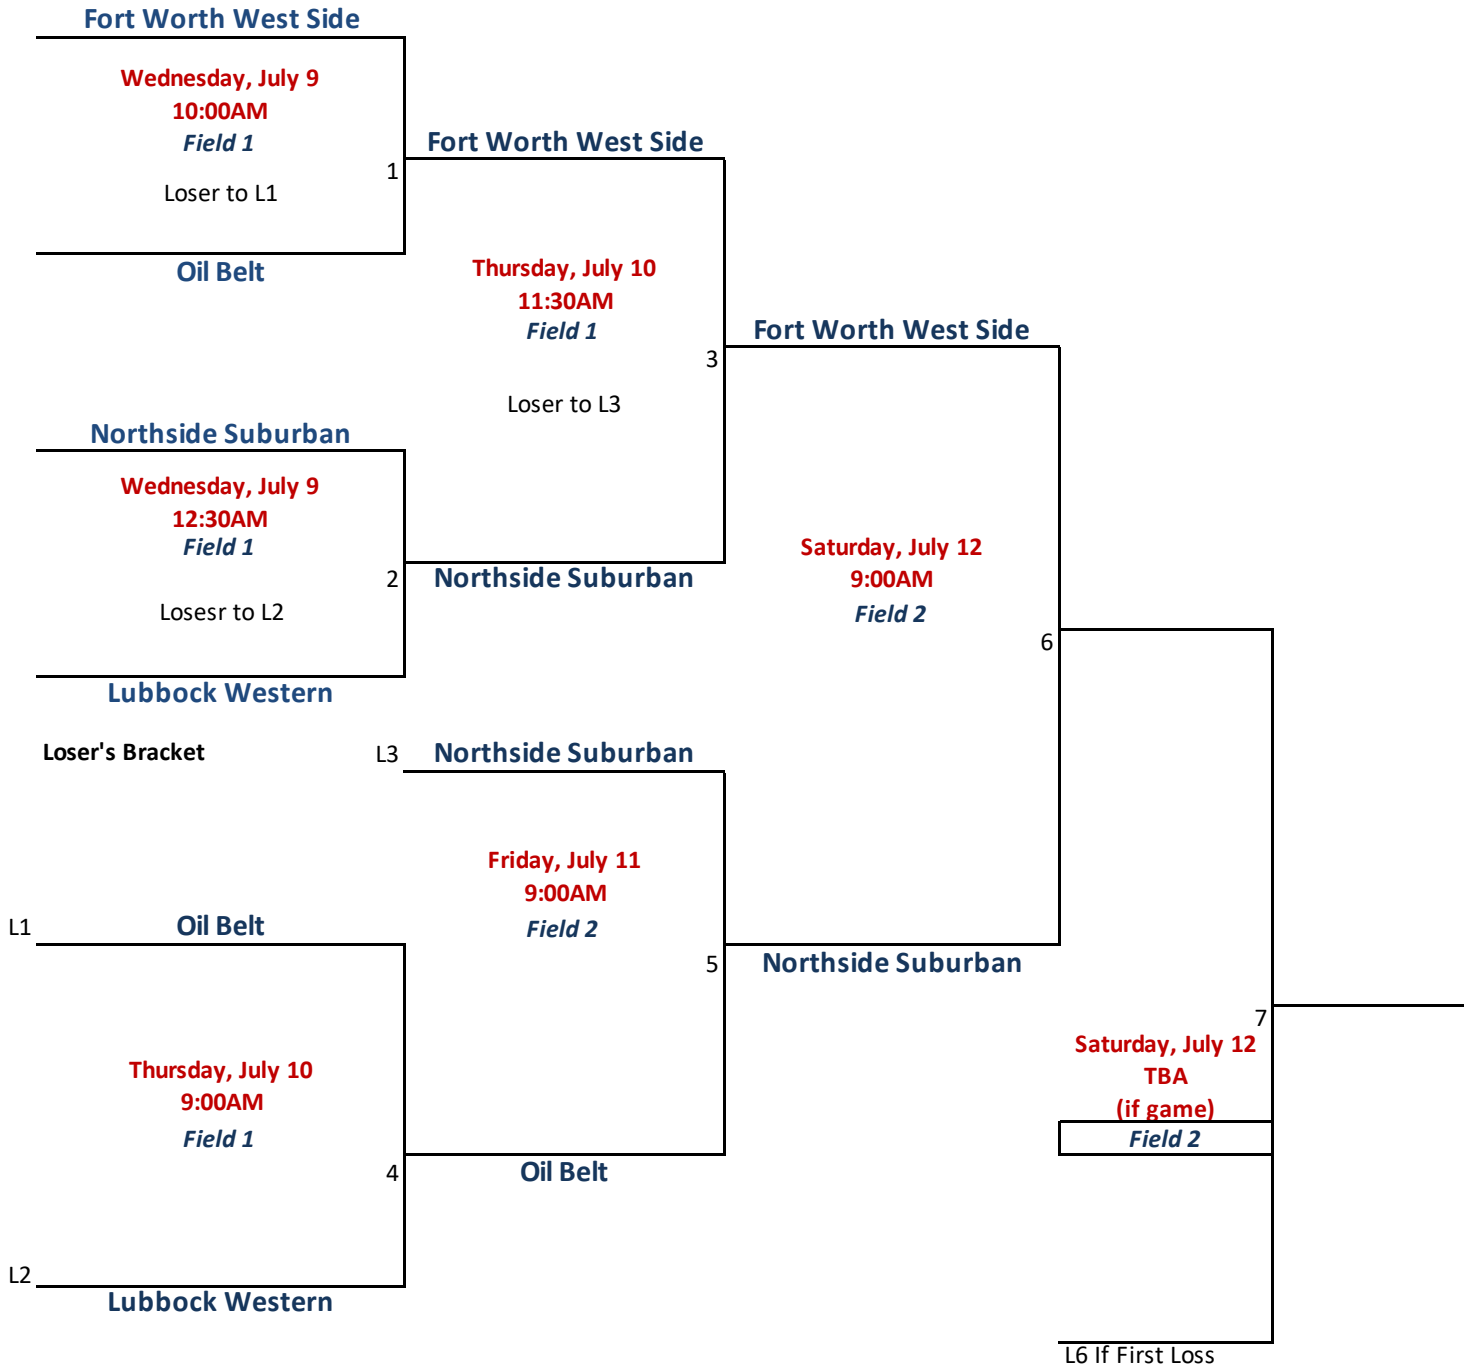 Fort Worth West Side
Wednesday, July 9
10:00AM
Field 1
1
Loser to L1
Oil Belt
Fort Worth West Side
Thursday, July 10
11:30AM
Field 1
3
Loser to L3
Fort Worth West Side
Northside Suburban
Wednesday, July 9
12:30AM
Field 1
2
Losesr to L2
Lubbock Western
Northside Suburban
Saturday, July 12
9:00AM
Field 2
6
Loser's Bracket
L3
Northside Suburban
Friday, July 11
9:00AM
Field 2
5
Northside Suburban
L1
Oil Belt
Thursday, July 10
9:00AM
Field 1
4
Oil Belt
L2
Lubbock Western
7
Saturday, July 12
TBA
(if game)
Field 2
L6 If First Loss